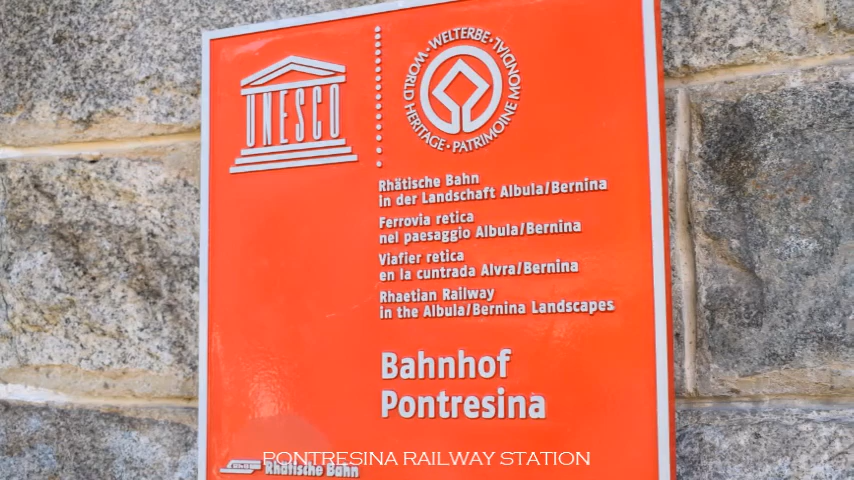 UNESCO
WORLD HERITAGE · WELTERBE · PATRIMOINE MONDIAL ·
Rhätische Bahn
in der Landschaft Albula/Bernina
Ferrovia retica
nel paesaggio Albula/Bernina
Viafier retica
en la cuntrada Alvra/Bernina
Rhaetian Railway
in the Albula/Bernina Landscapes
Bahnhof
Pontresina
PONTRESINA RAILWAY STATION
Rhätische Bahn